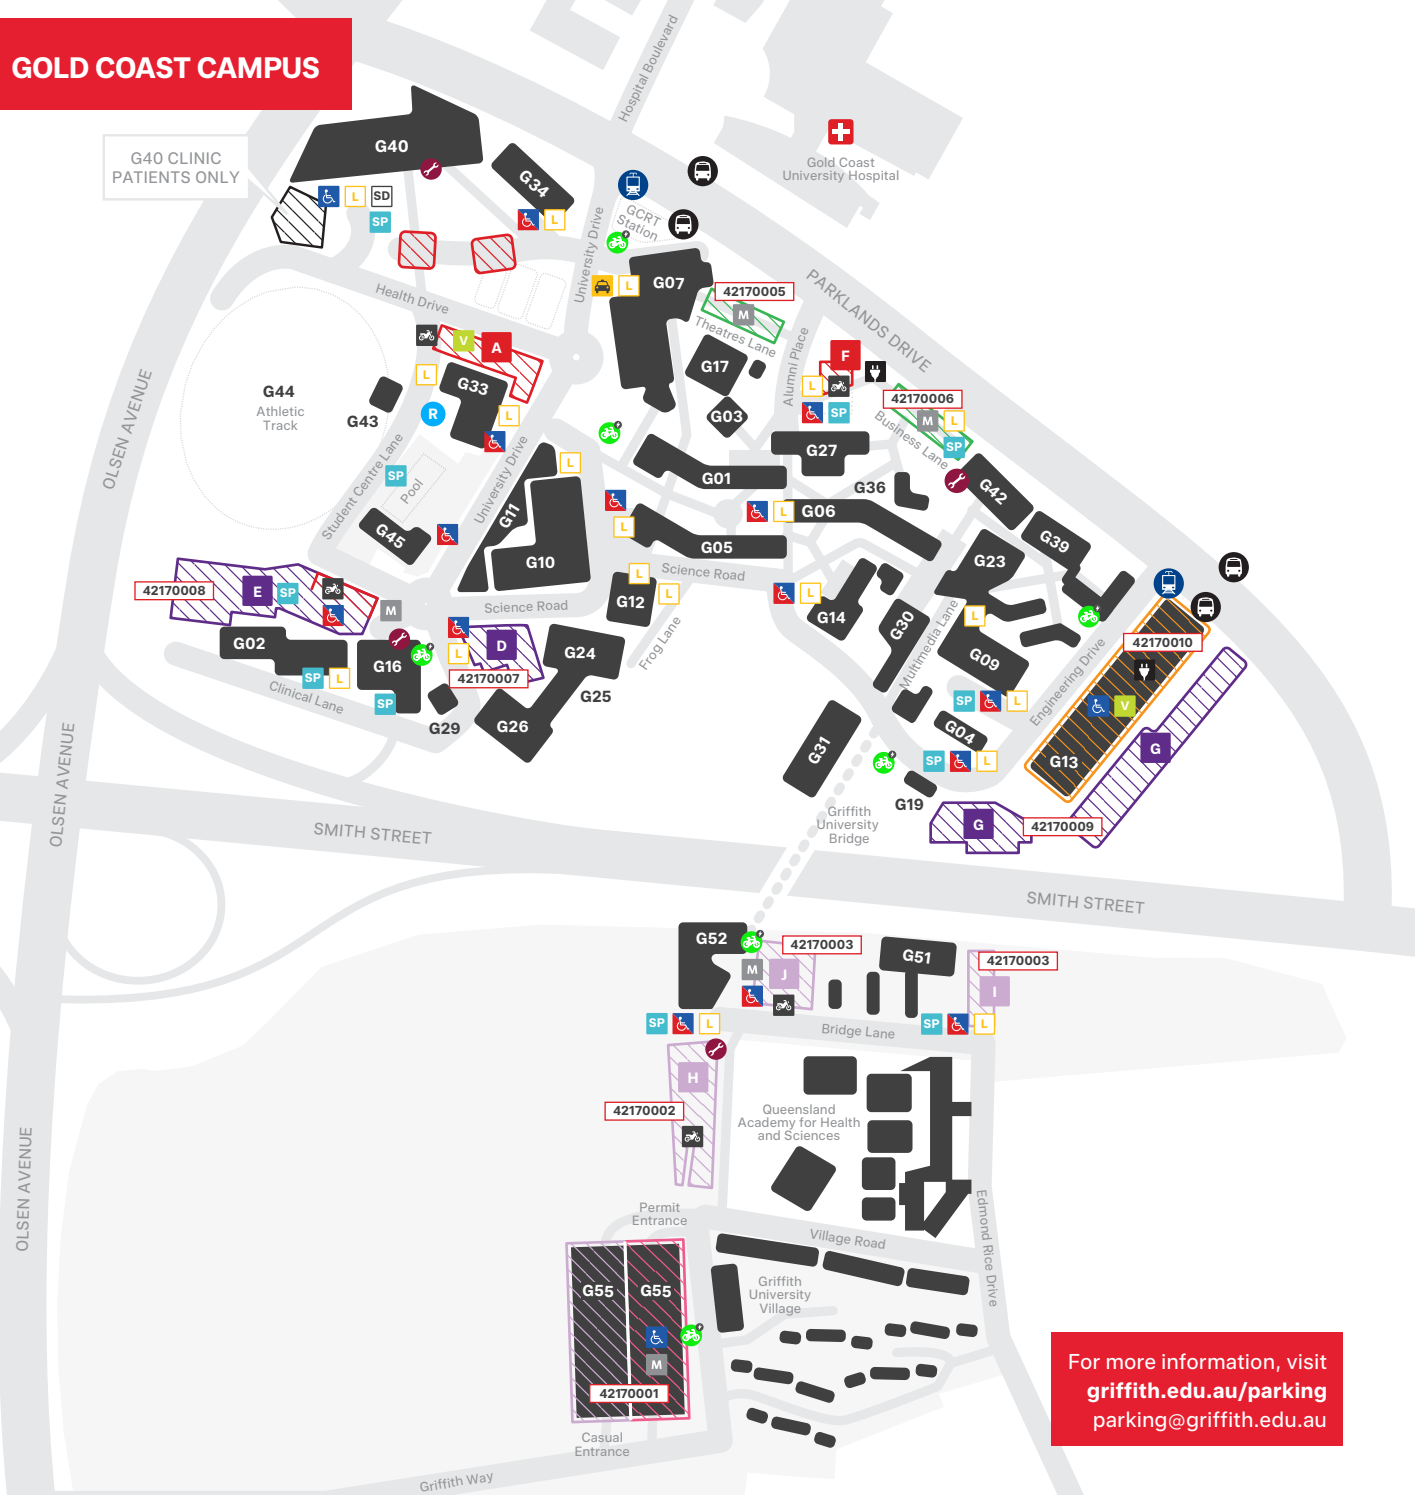 GOLD COAST CAMPUS
Hospital Boulevard
G40 CLINIC
PATIENTS ONLY
G40
Gold Coast
University Hospital
G34
L
SD
SP
L
GCRT
Station
University Drive
G07
L
42170005
M
Theatres Lane
PARKLANDS DRIVE
Health Drive
V
A
F
G17
Alumni Place
OLSEN AVENUE
G44
Athletic
Track
G43
L
G33
R
L
G03
L
SP
42170006
M
L
SP
Business Lane
G27
Student Centre Lane
SP
Pool
University Drive
L
G01
G36
G42
G11
G45
L
L
G06
G05
G39
G10
Science Road
G23
42170008
E
SP
M
Science Road
L
G12
L
L
G14
G30
Multimedia Lane
L
G09
G02
SP
L
Clinical Lane
G16
SP
G29
L
D
42170007
G24
G25
G26
Frog Lane
42170010
V
Engineering Drive
SP
L
G04
G31
SP
L
G13
G
G19
G
42170009
OLSEN AVENUE
SMITH STREET
Griffith
University
Bridge
SMITH STREET
G52
42170003
M
J
G51
42170003
I
SP
L
SP
L
Bridge Lane
H
42170002
Queensland
Academy for Health
and Sciences
OLSEN AVENUE
Permit
Entrance
Village Road
Edmond Rice Drive
G55
G55
Griffith
University
Village
M
42170001
Casual
Entrance
Griffith Way
For more information, visit
griffith.edu.au/parking
parking@griffith.edu.au